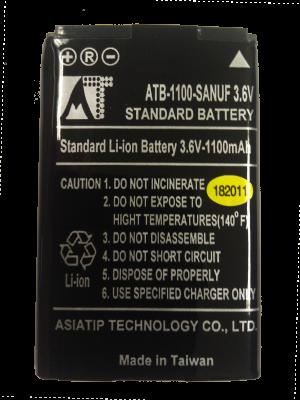 + R -
ATB-1100-SANUF 3.6V
STANDARD BATTERY
Standard Li-ion Battery 3.6V-1100mAh
CAUTION 1. DO NOT INCINERATE
182011
2. DO NOT EXPOSE TO
HIGHT TEMPERATURES(140°F)
3. DO NOT DISASSEMBLE
4. DO NOT SHORT CIRCUIT
Li-ion 5. DISPOSE OF PROPERLY
6. USE SPECIFIED CHARGER
ASIATIP TECHNOLOGY CO., LTD.
Made in Taiwan